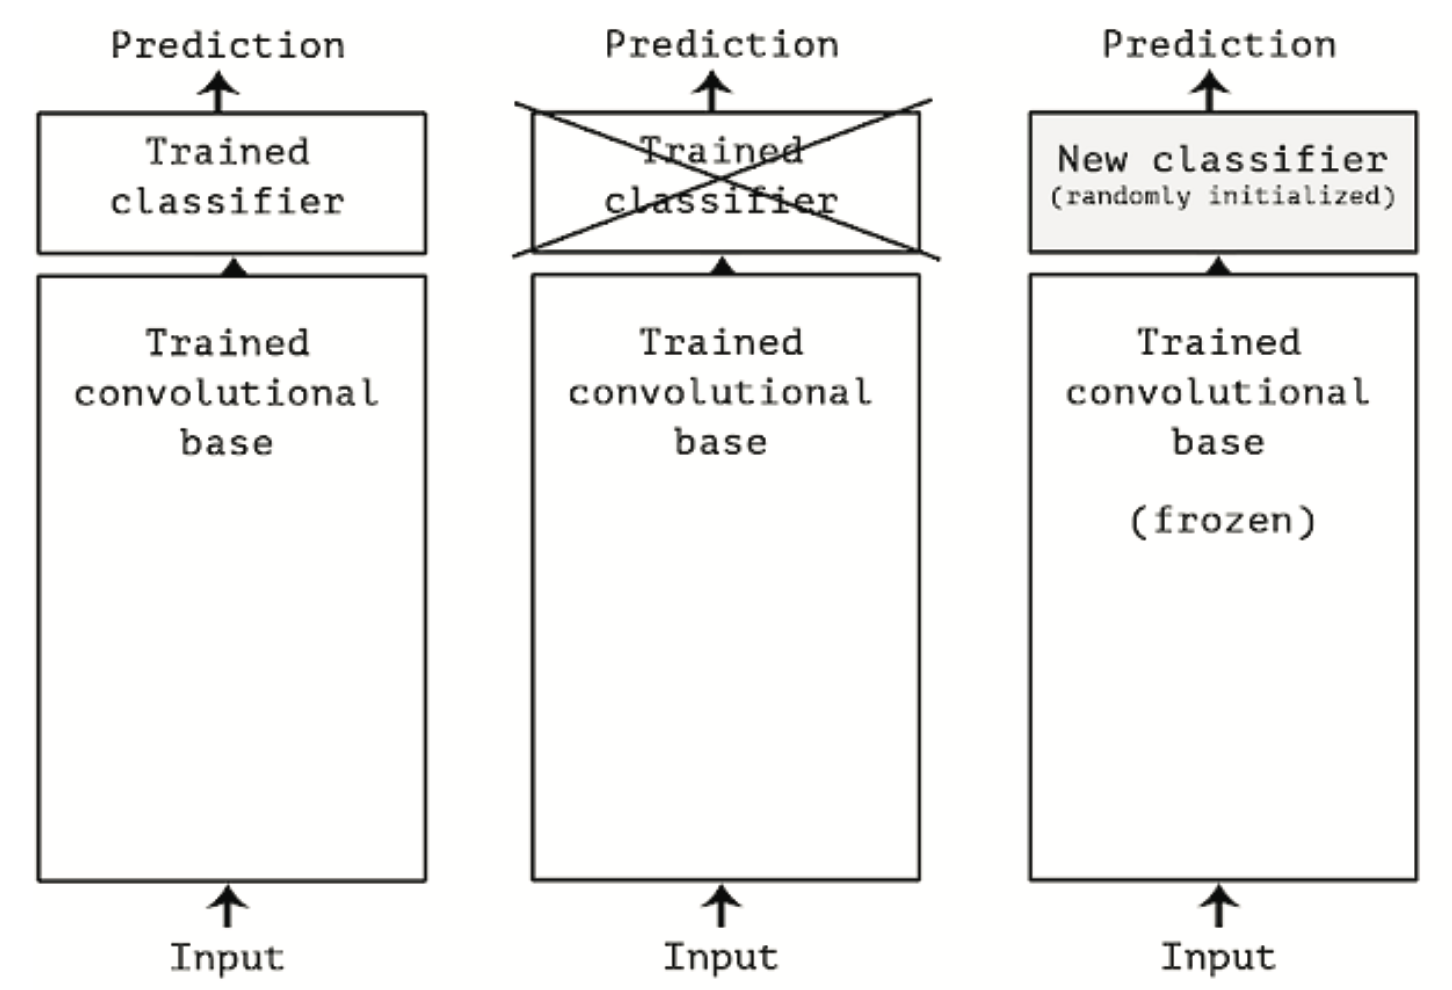 Prediction
Trained
classifier
Trained
convolutional
base
Input
Prediction
Trained
classifier
Trained
convolutional
base
Input
Prediction
New classifier
(randomly initialized)
Trained
convolutional
base
(frozen)
Input